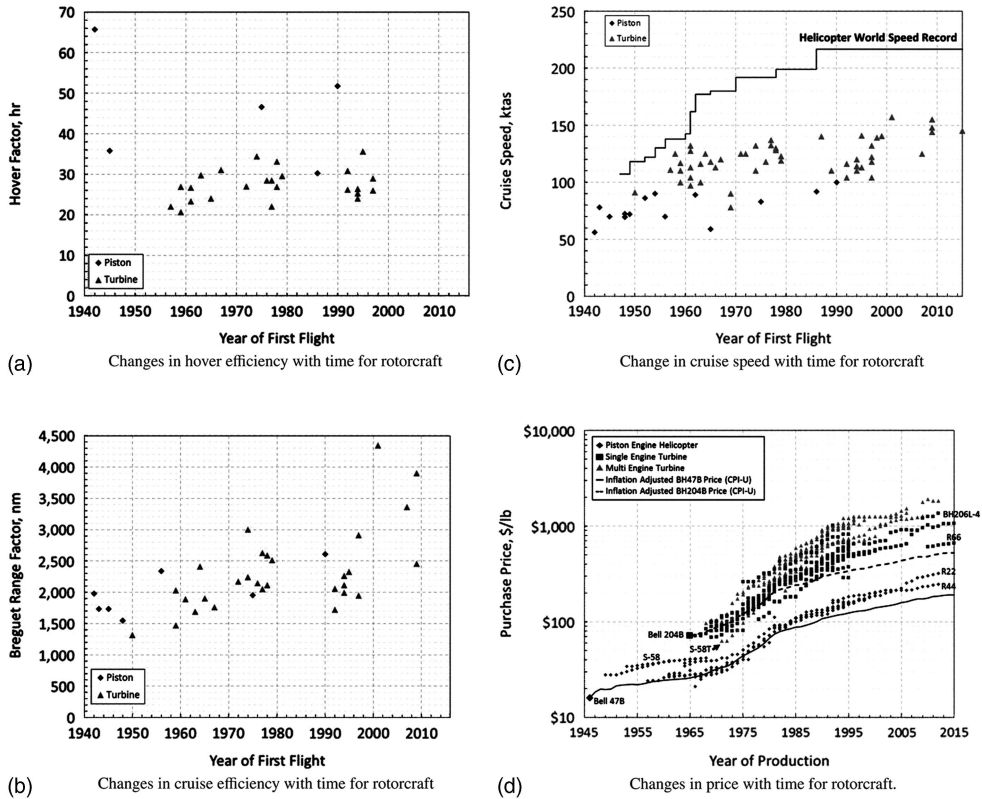 70
60
50
40
30
20
10
0
Hover Factor, hr
Piston
Turbine
1940 1950 1960 1970 1980 1990 2000 2010
Year of First Flight
(a) Changes in hover efficiency with time for rotorcraft
250
200
150
100
50
0
Cruise Speed, ktas
Piston
Turbine
Helicopter World Speed Record
1940 1950 1960 1970 1980 1990 2000 2010
Year of First Flight
(c) Change in cruise speed with time for rotorcraft
4,500
4,000
3,500
3,000
2,500
2,000
1,500
1,000
500
0
Breguet Range Factor, nm
Piston
Turbine
1940 1950 1960 1970 1980 1990 2000 2010
Year of First Flight
(b) Changes in cruise efficiency with time for rotorcraft
$10,000
$1,000
$100
$10
Purchase Price, $/lb
Piston Engine Helicopter
Single Engine Turbine
Multi Engine Turbine
Inflation Adjusted BH47B Price (CPI-U)
Inflation Adjusted BH204B Price (CPI-U)
BH206L-4
R66
R22
R44
Bell 204B
S-58T
S-58
Bell 47B
1945 1955 1965 1975 1985 1995 2005 2015
Year of Production
(d) Changes in price with time for rotorcraft.